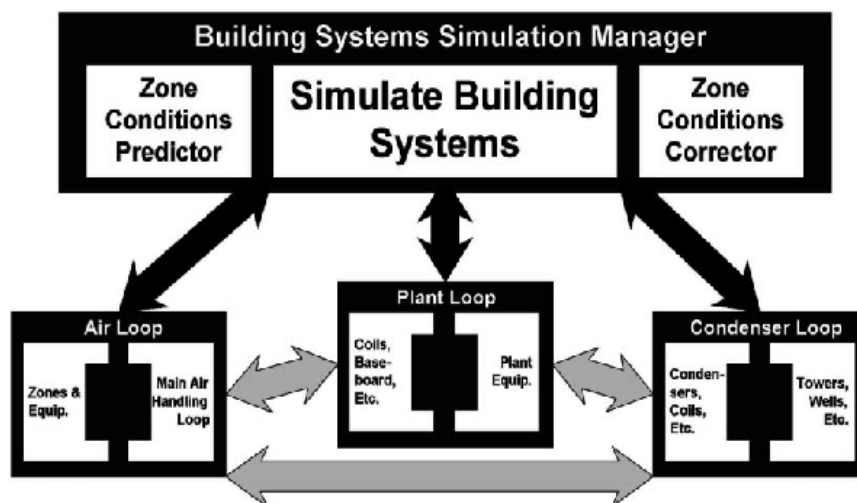 Building Systems Simulation Manager
Zone
Conditions
Predictor
Simulate Building
Systems
Zone
Conditions
Corrector
Air Loop
Zones &
Equip.
Main Air
Handling
Loop
Plant Loop
Coils,
Base-
board,
Etc.
Plant
Equip.
Condenser Loop
Conden-
sers,
Coils,
Etc.
Towers,
Wells,
Etc.